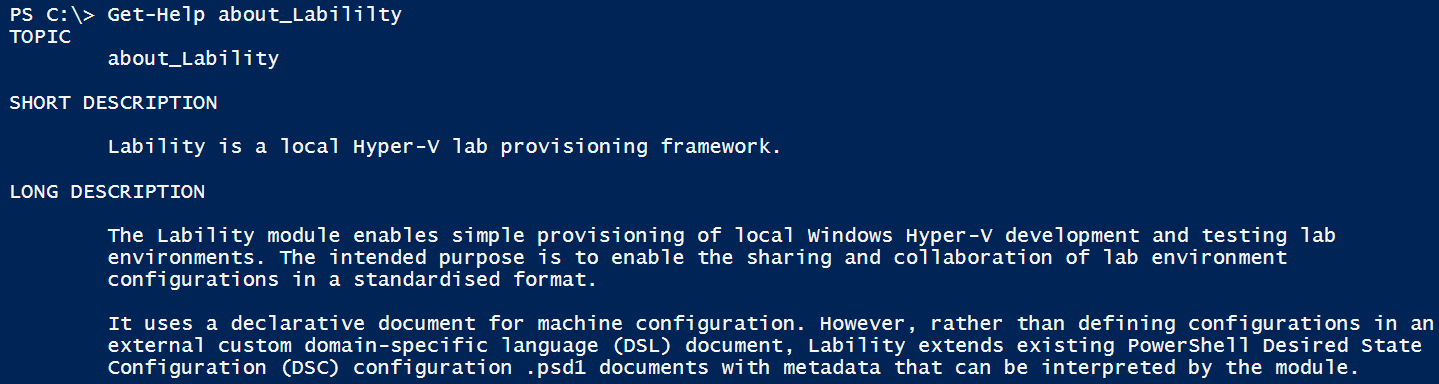 PS C:\> Get-Help about_Labililty
TOPIC
about_Lability
SHORT DESCRIPTION
Lability is a local Hyper-V lab provisioning framework.
LONG DESCRIPTION
The Lability module enables simple provisioning of local Windows Hyper-V development and testing lab
environments. The intended purpose is to enable the sharing and collaboration of lab environment
configurations in a standardised format.
It uses a declarative document for machine configuration. However, rather than defining configurations in an
external custom domain-specific language (DSL) document, Lability extends existing PowerShell Desired State
Configuration (DSC) configuration .psd1 documents with metadata that can be interpreted by the module.